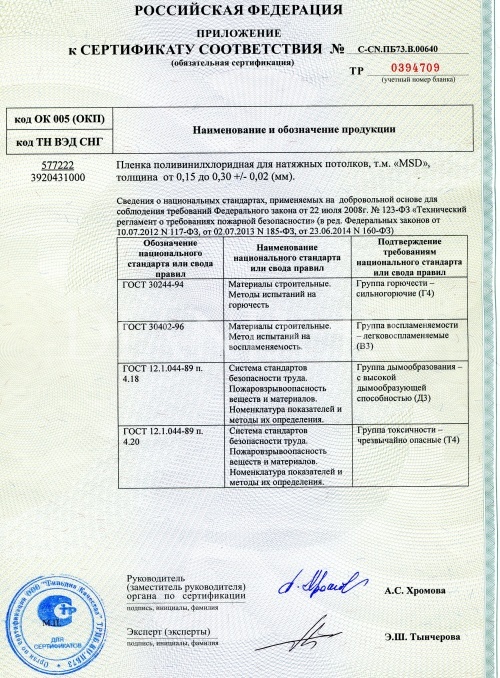 РОССИЙСКАЯ ФЕДЕРАЦИЯ
ПРИЛОЖЕНИЕ
к СЕРТИФИКАТУ СООТВЕТСТВИЯ № С-CN.ПБ73.В.00640
(обязательная сертификация)
ТР 0394709
(учетный номер бланка)
код ОК 005 (ОКП)
код ТН ВЭД СНГ
Наименование и обозначение продукции
577222
3920431000
Пленка поливинилхлоридная для натяжных потолков, т.м. «MSD»,
толщина от 0,15 до 0,30 +/- 0,02 (мм).
Сведения о национальных стандартах, применяемых на добровольной основе для
соблюдения требований Федерального закона от 22 июля 2008г. № 123-ФЗ «Технический
регламент о требованиях пожарной безопасности» (в ред. Федеральных законов от
10.07.2012 N 117-ФЗ, от 02.07.2013 N 185-ФЗ, от 23.06.2014 N 160-ФЗ)
Обозначение
национального
стандарта или свода
правил
Наименование
национального стандарта
или свода правил
Подтверждение
требованиям
национального стандарта
или свода правил
ГОСТ 30244-94
Материалы строительные.
Методы испытаний на
горючесть
Группа горючести –
сильногорючие (Г4)
ГОСТ 30402-96
Материалы строительные.
Метод испытаний на
воспламеняемость.
Группа воспламеняемости
– легковоспламеняемые
(В3)
ГОСТ 12.1.044-89 п.
4.18
Система стандартов
безопасности труда.
Пожаровзрывоопасность
веществ и материалов.
Номенклатура показателей и
методы их определения.
Группа дымообразования –
с высокой
дымообразующей
способностью (Д3)
ГОСТ 12.1.044-89 п.
4.20
Система стандартов
безопасности труда.
Пожаровзрывоопасность
веществ и материалов.
Номенклатура показателей и
методы их определения.
Группа токсичности –
чрезвычайно опасные (Т4)
Руководитель
(заместитель руководителя)
органа по сертификации
подпись, инициалы, фамилия
А.С. Хромова
Эксперт (эксперты)
подпись, инициалы, фамилия
Э.Ш. Тынчерова
М.П.
ДЛЯ
СЕРТИФИКАТОВ
Орган по сертификации ООО "Гильдия Качества" ТРПБ.RU.ПБ73